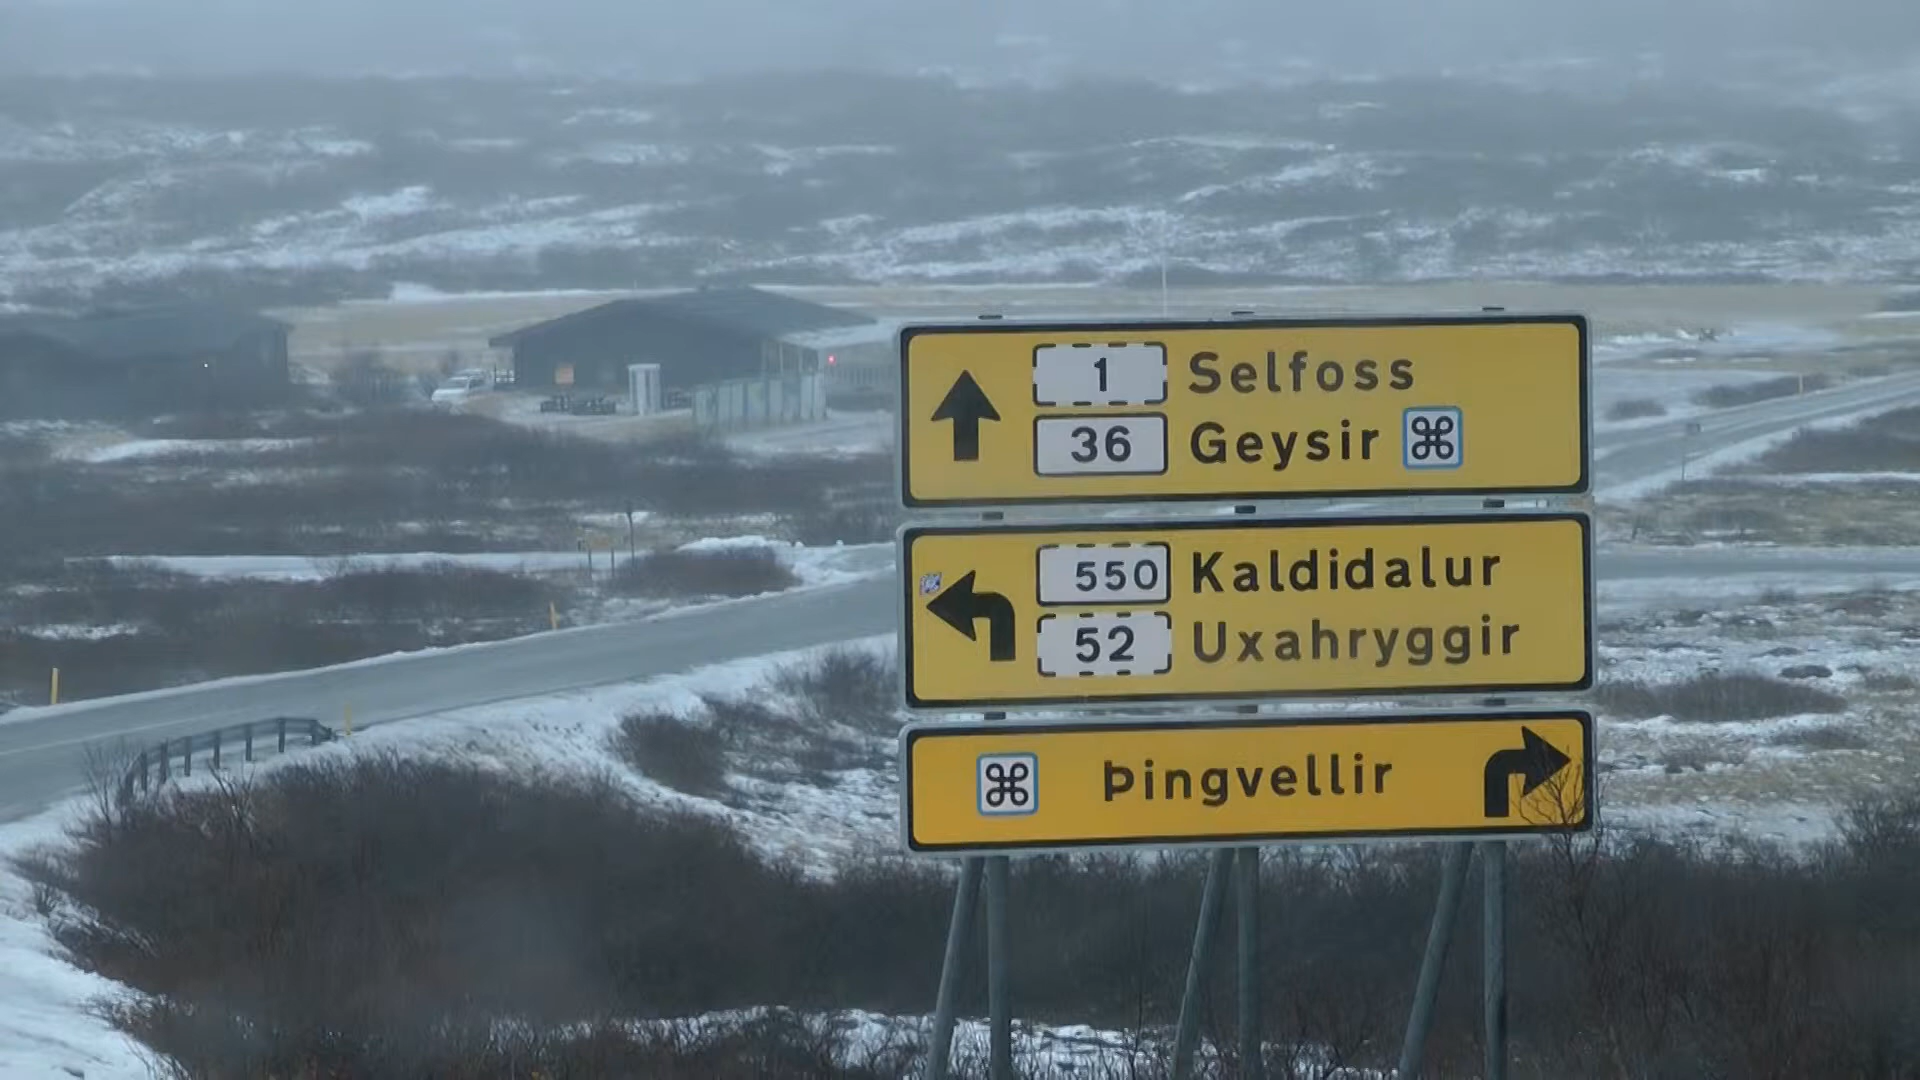 1 Selfoss
36 Geysir ⌘
550 Kaldidalur
52 Uxahryggir
⌘ Þingvellir